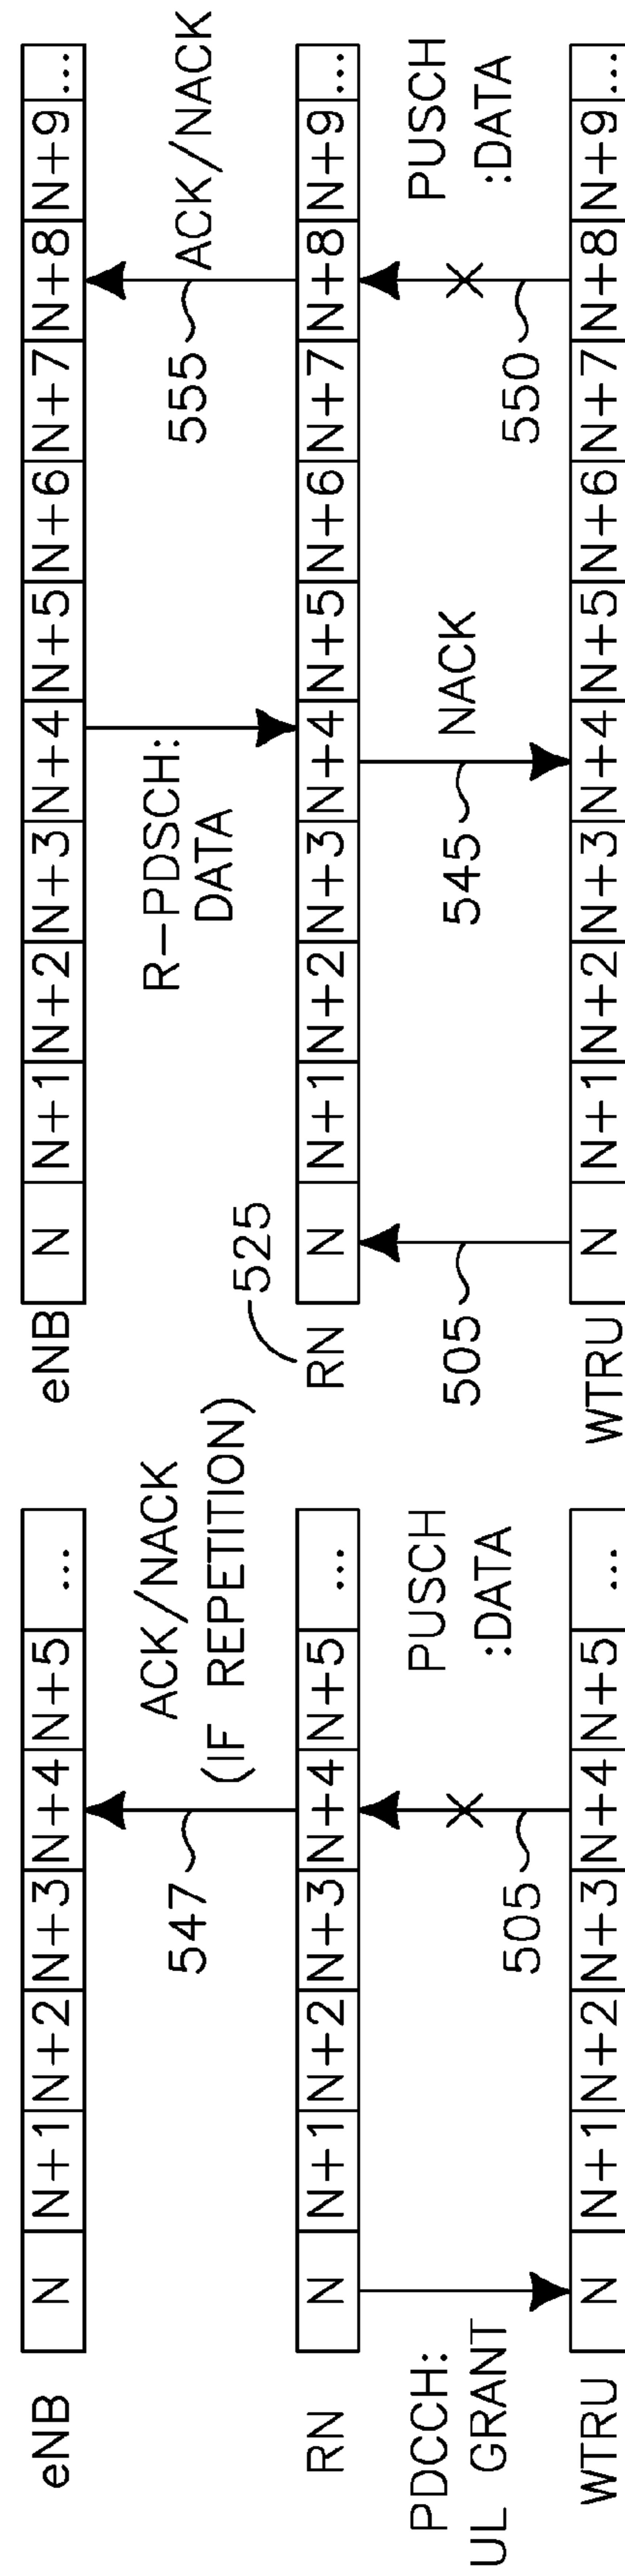 eNB N N+1 N+2 N+3 N+4 N+5 ...
547
ACK/NACK
(IF REPETITION)
RN N N+1 N+2 N+3 N+4 N+5 ...
PDCCH:
UL GRANT
505
X
PUSCH
:DATA
WTRU N N+1 N+2 N+3 N+4 N+5 ...
eNB N N+1 N+2 N+3 N+4 N+5 N+6 N+7 N+8 N+9 ...
525
R-PDSCH:
DATA
555
ACK/NACK
RN N N+1 N+2 N+3 N+4 N+5 N+6 N+7 N+8 N+9 ...
505
545
NACK
550
X
PUSCH
:DATA
WTRU N N+1 N+2 N+3 N+4 N+5 N+6 N+7 N+8 N+9 ...